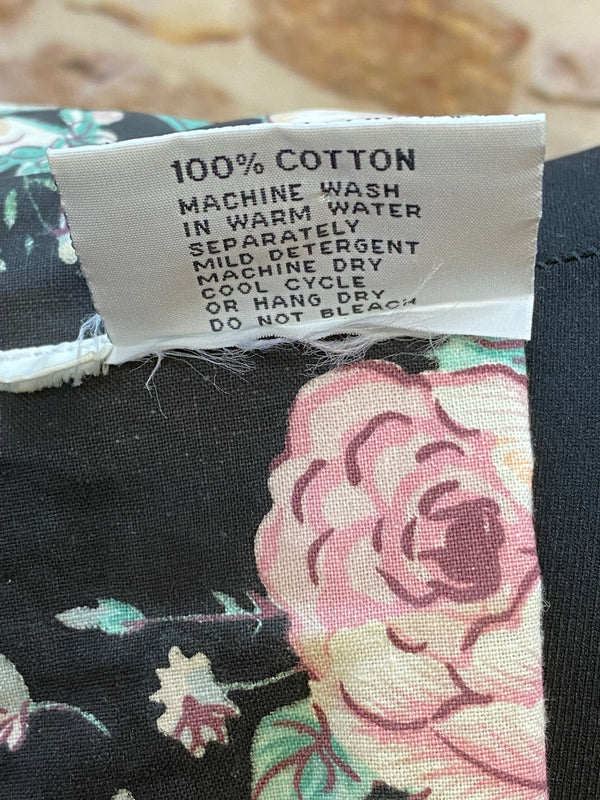 100% COTTON
MACHINE WASH
IN WARM WATER
SEPARATELY
MILD DETERGENT
MACHINE DRY
COOL CYCLE
OR HANG DRY
DO NOT BLEACH